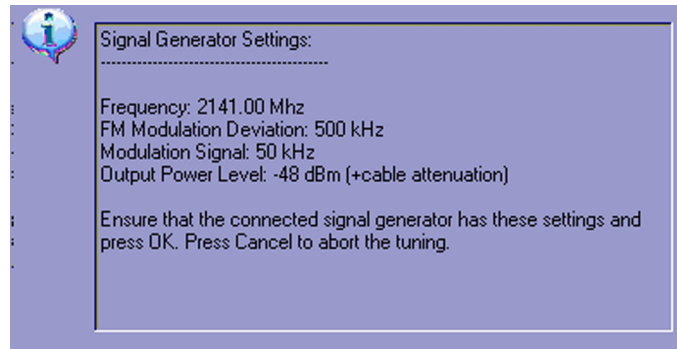 Signal Generator Settings:
-------------------------------------------
Frequency: 2141.00 Mhz
FM Modulation Deviation: 500 kHz
Modulation Signal: 50 kHz
Output Power Level: -48 dBm (+cable attenuation)
Ensure that the connected signal generator has these settings and
press OK. Press Cancel to abort the tuning.